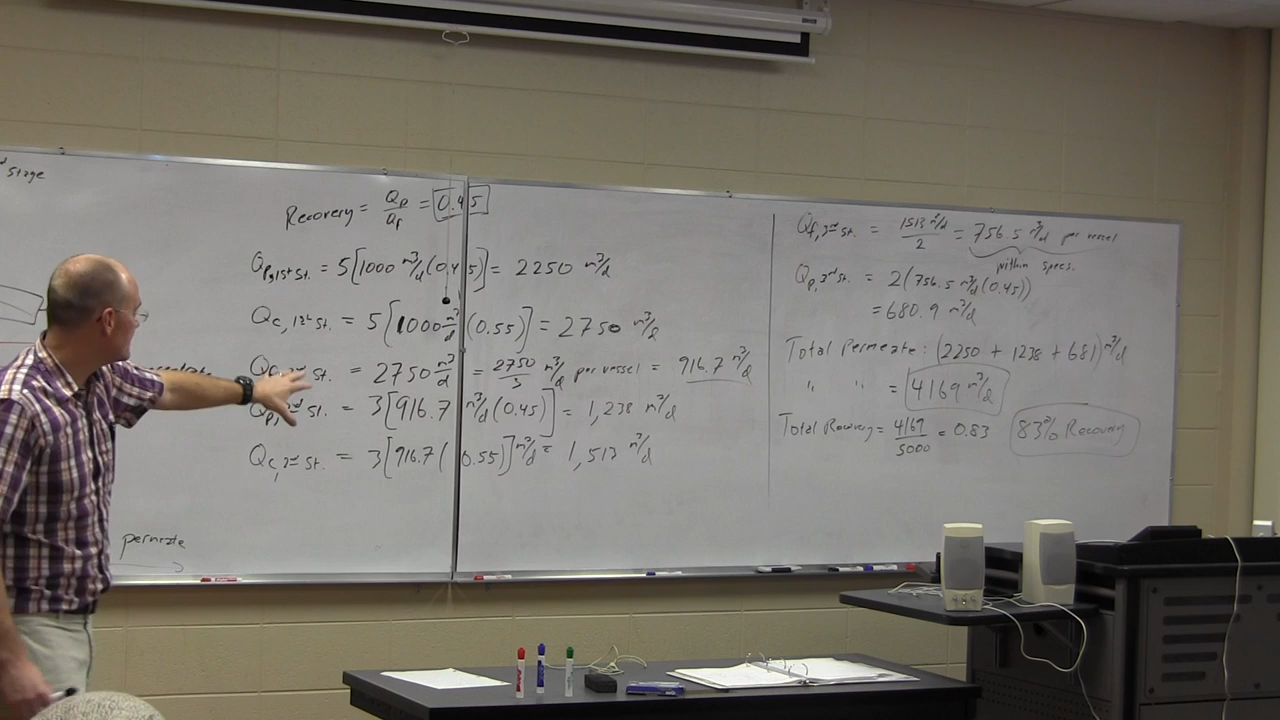 Stage
Recovery = Qp/Qf = 0.45
Qp,1st St. = 5[1000 m³/d(0.45)] = 2250 m³/d
Qc,1st St. = 5[1000 m³/d (0.55)] = 2750 m³/d
St. = 2750 m³/d = 2750/3 m³/d per vessel = 916.7 m³/d
St. = 3[916.7 m³/d(0.45)] = 1,238 m³/d
Qc,2nd St. = 3[916.7(0.55)]m³/d = 1,513 m³/d
permeate
Qf,3rd St. = 1513 m³/d/2 = 756.5 m³/d per vessel
within specs.
Qp,3rd St. = 2(756.5 m³/d(0.45))
= 680.9 m³/d
Total Permeate: (2250 + 1238 + 681) m³/d
" " = 4169 m³/d
Total Recovery = 4169/5000 = 0.83 83% Recovery